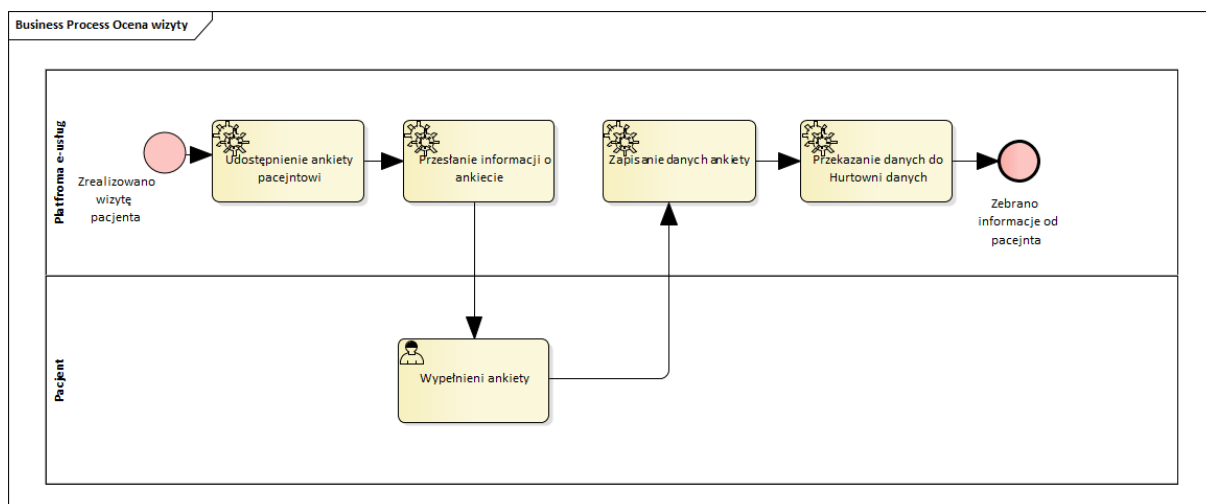 Business Process Ocena wizyty
Platfroma e-usług
Zrealizowano
wizytę
pacjenta
Udostępnienie ankiety
pacejntowi
Przesłanie informacji o
ankiecie
Zapisanie danych ankiety
Przekazanie danych do
Hurtowni danych
Zebrano
informacje od
pacejnta
Pacjent
Wypełnieni ankiety